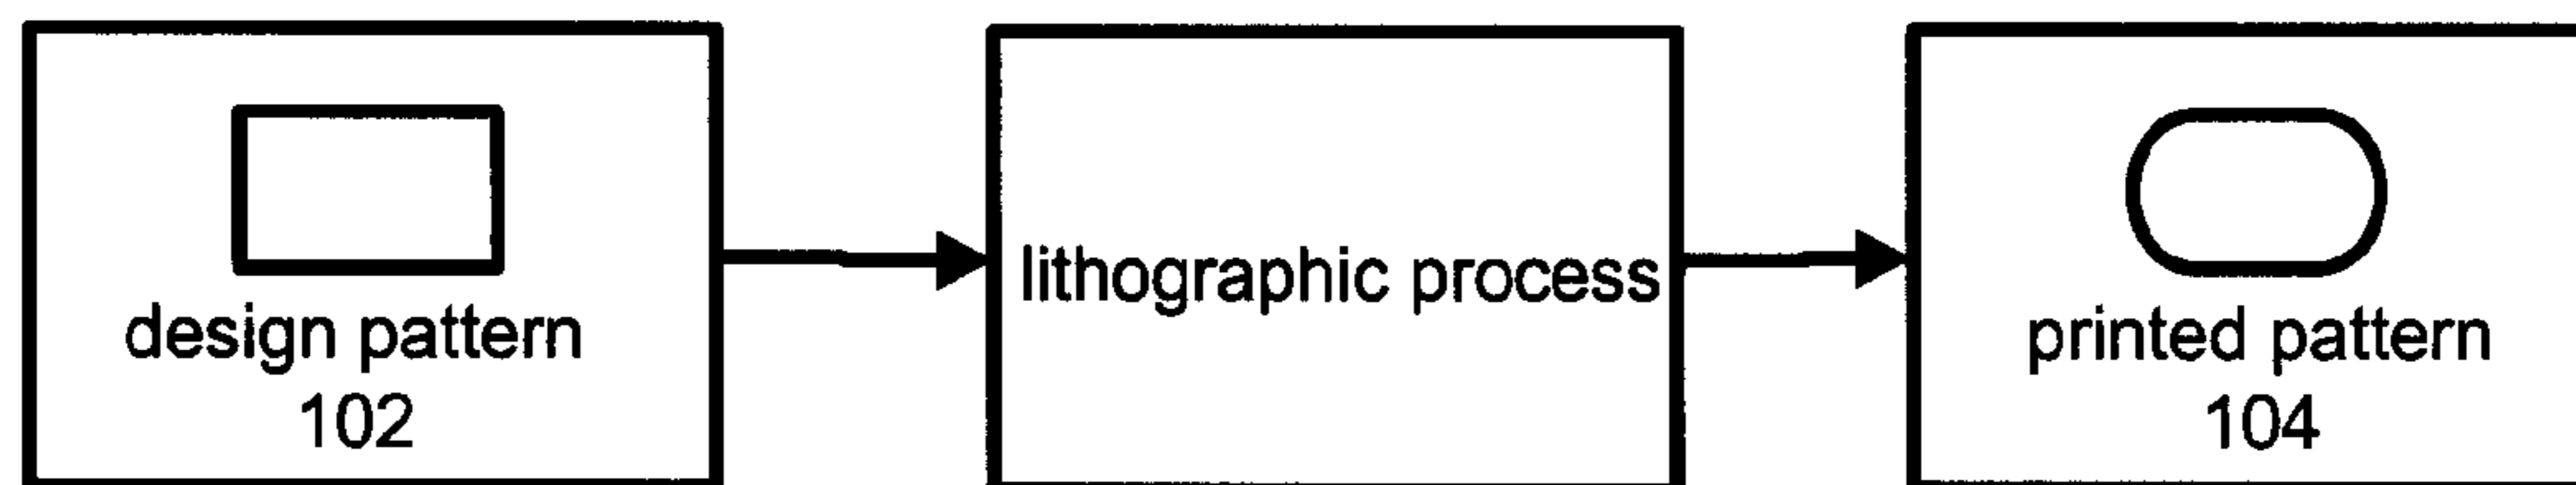 design pattern
102
lithographic process
printed pattern
104